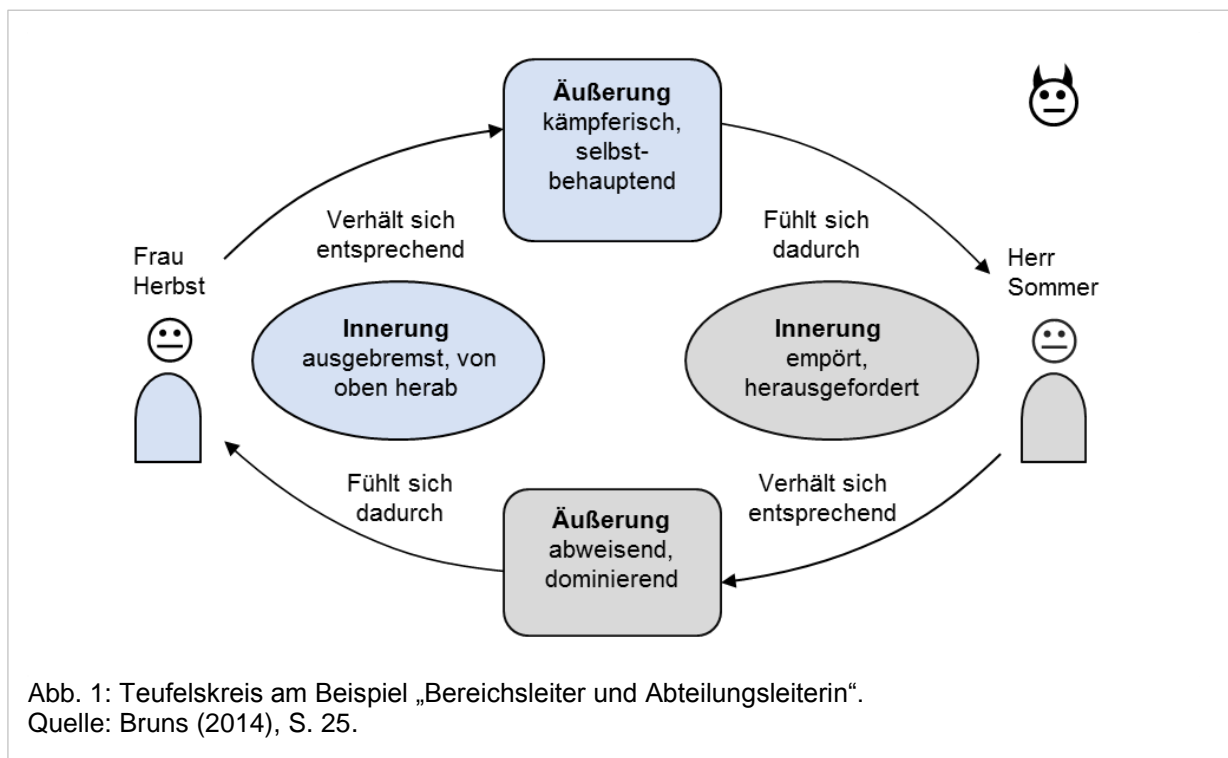 Äußerung
kämpferisch,
selbst-
behauptend
Verhält sich
entsprechend
Fühlt sich
dadurch
Frau
Herbst
Herr
Sommer
Innerung
ausgebremst, von
oben herab
Innerung
empört,
herausgefordert
Fühlt sich
dadurch
Verhält sich
entsprechend
Äußerung
abweisend,
dominierend
Abb. 1: Teufelskreis am Beispiel „Bereichsleiter und Abteilungsleiterin“.
Quelle: Bruns (2014), S. 25.